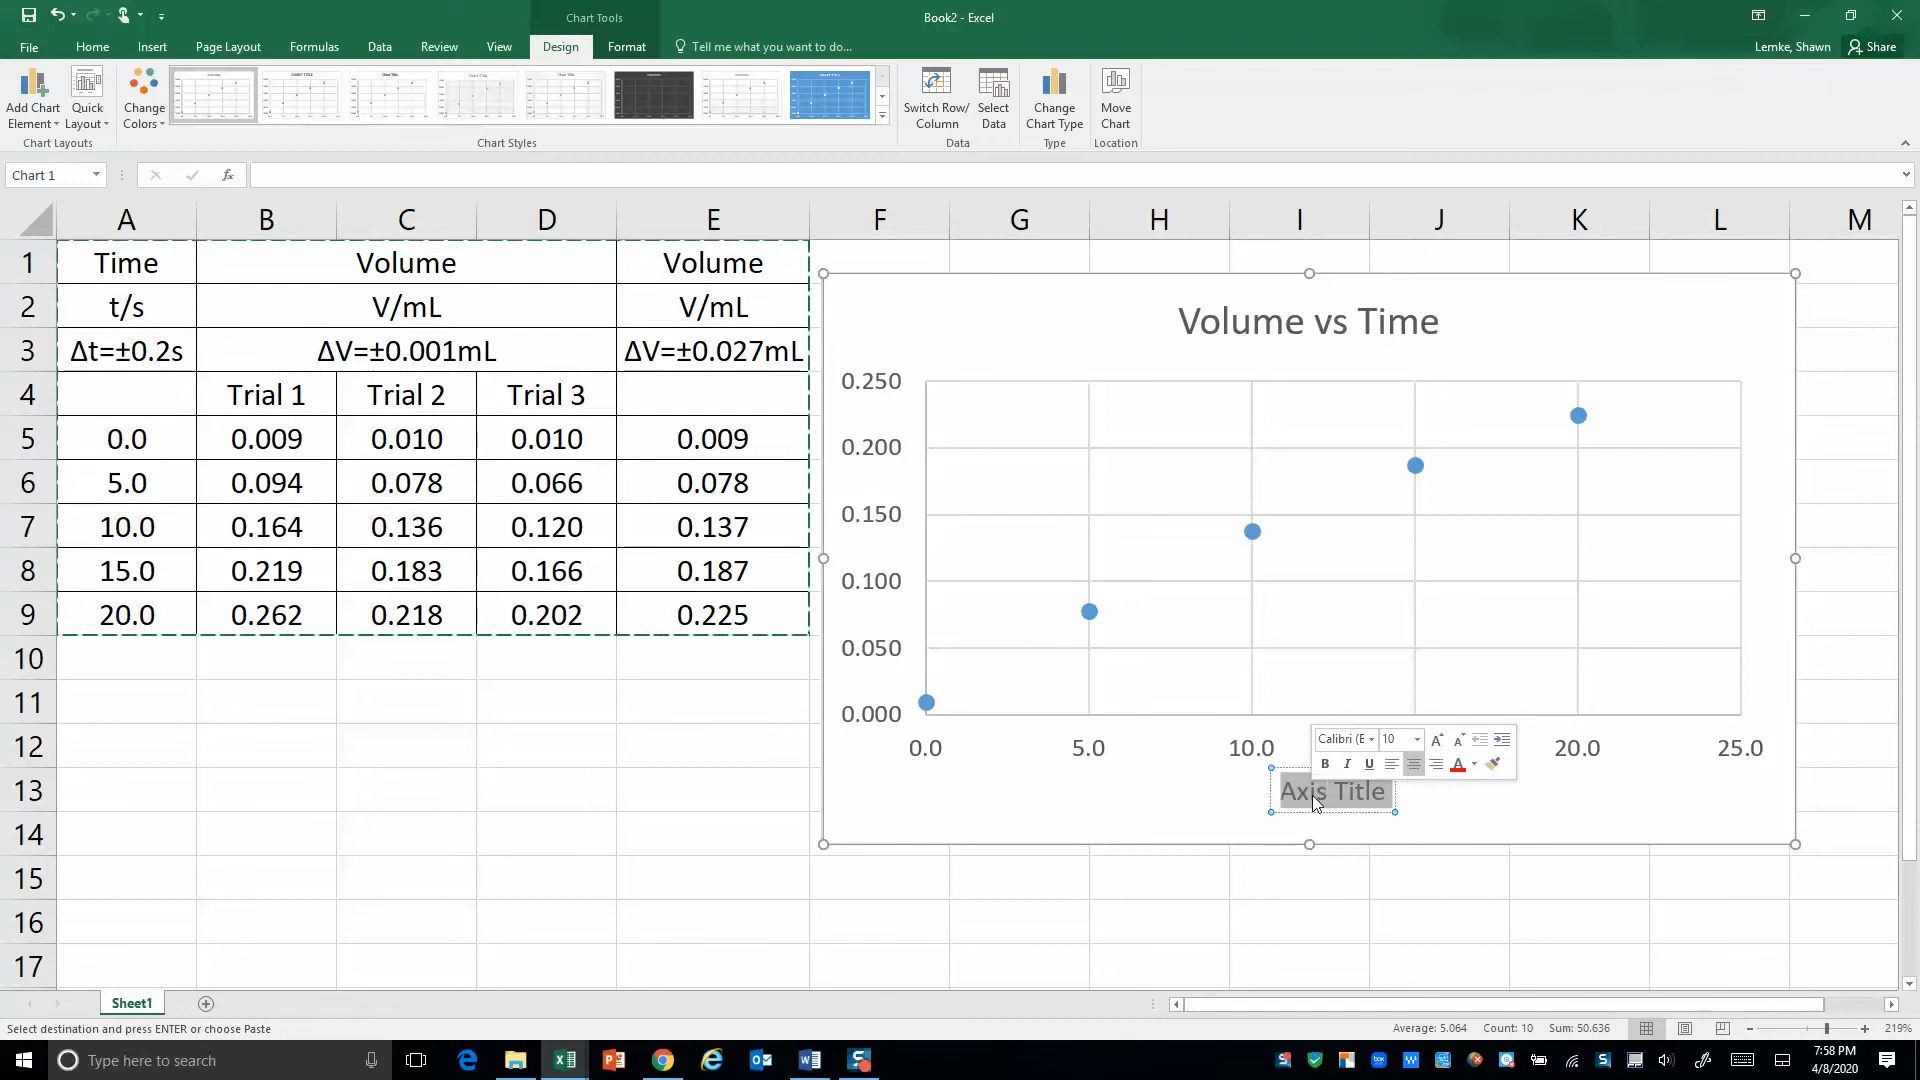 Chart Tools
Book2 - Excel
File Home Insert Page Layout Formulas Data Review View Design Format Tell me what you want to do... Lemke, Shawn Share
Add Chart Element Quick Layout Change Colors Switch Row/ Column Select Data Change Chart Type Move Chart
Chart Layouts Chart Styles Data Type Location
Chart 1 fx
A B C D E F G H I J K L M
1 Time Volume Volume
2 t/s V/mL V/mL
3 Δt=±0.2s ΔV=±0.001mL ΔV=±0.027mL
4 Trial 1 Trial 2 Trial 3
5 0.0 0.009 0.010 0.010 0.009
6 5.0 0.094 0.078 0.066 0.078
7 10.0 0.164 0.136 0.120 0.137
8 15.0 0.219 0.183 0.166 0.187
9 20.0 0.262 0.218 0.202 0.225
10
11
12
13
14
15
16
17
Volume vs Time
0.250
0.200
0.150
0.100
0.050
0.000
0.0 5.0 10.0 20.0 25.0
Calibri (E 10
B I U A
Axis Title
Sheet1
Select destination and press ENTER or choose Paste Average: 5.064 Count: 10 Sum: 50.636 219%
Type here to search
7:58 PM
4/8/2020